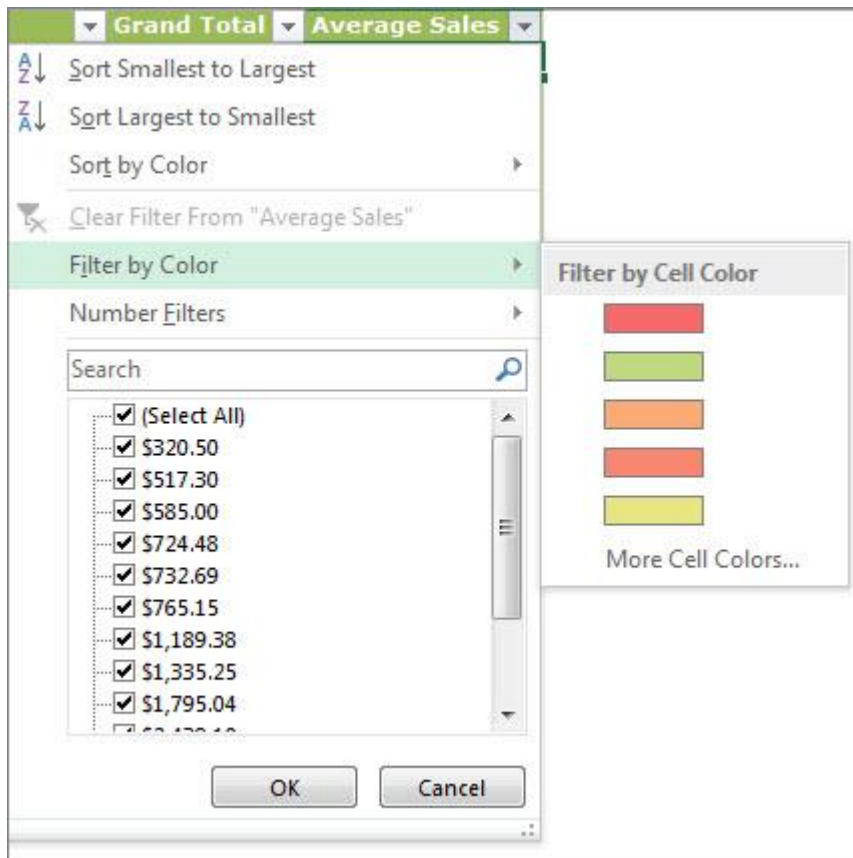 Grand Total Average Sales
Sort Smallest to Largest
Sort Largest to Smallest
Sort by Color
Clear Filter From "Average Sales"
Filter by Color
Number Filters
Search
(Select All)
$320.50
$517.30
$585.00
$724.48
$732.69
$765.15
$1,189.38
$1,335.25
$1,795.04
OK Cancel
Filter by Cell Color
More Cell Colors...